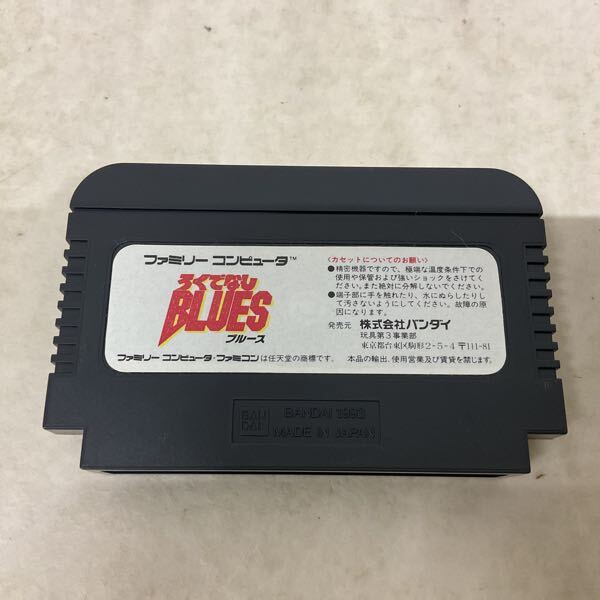 ファミリー コンピュータ™
ろくでなし
BLUES
ブルース
ファミリー コンピュータ・ファミコンは任天堂の商標です。
〈カセットについてのお願い〉
●精密機器ですので、極端な温度条件下での
使用や保管および強いショックをさけてく
ださい。また絶対に分解しないでください。
●端子部に手を触れたり、水にぬらしたりし
て汚さないようにしてください。故障の原
因になります。
発売元 株式会社バンダイ
玩具第3事業部
東京都台東区駒形2-5-4〒111-81
本品の輸出、使用営業及び賃貸を禁じます。
BAN
DAI
BANDAI 1993
MADE IN JAPAN